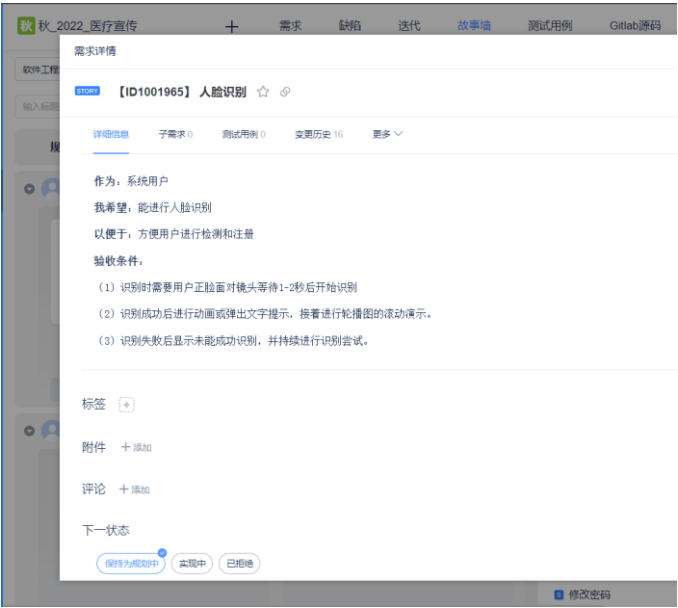 秋 秋_2022_医疗宣传 需求 缺陷 迭代 故事墙 测试用例 Gitlab源码
需求详情
软件工程
STORY 【ID1001965】人脸识别
输入标题
详细信息 子需求 0 测试用例 0 变更历史 16 更多
规
作为：系统用户
我希望：能进行人脸识别
以便于：方便用户进行检测和注册
验收条件：
（1）识别时需要用户正脸面对镜头等待1-2秒后开始识别
（2）识别成功后进行动画或弹出文字提示，接着进行轮播图的滚动演示。
（3）识别失败后显示未能成功识别，并持续进行识别尝试。
标签
附件 +添加
评论 +添加
下一状态
保持为规划中 实现中 已拒绝
S 修改密码